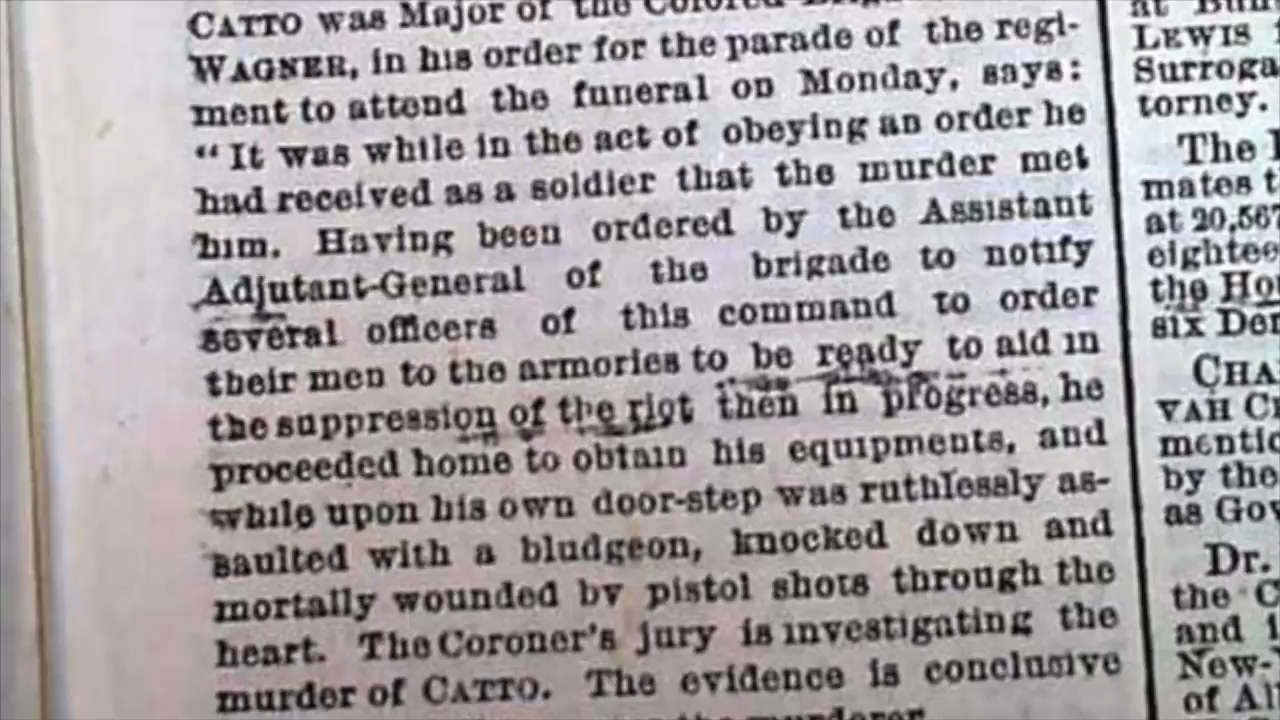 CATTO was Major of the Colored
WAGNER, in his order for the parade of the regi-
ment to attend the funeral on Monday, says:
"It was while in the act of obeying an order he
had received as a soldier that the murder met
him. Having been ordered by the Assistant
Adjutant-General of the brigade to notify
several officers of this command to order
their men to the armories to be ready to aid in
the suppression of the riot then in progress, he
proceeded home to obtain his equipments, and
while upon his own door-step was ruthlessly as-
saulted with a bludgeon, knocked down and
mortally wounded by pistol shots through the
heart. The Coroner's jury is investigating the
murder of CATTO. The evidence is conclusive
the murderer
at
LEWIS
Surroga
torney.
The
mates t
at 20,567
eightee
the Ho
six Den
CHA
VAH C
mentic
by the
as Gov
Dr.
the C
and i
New-
of Al